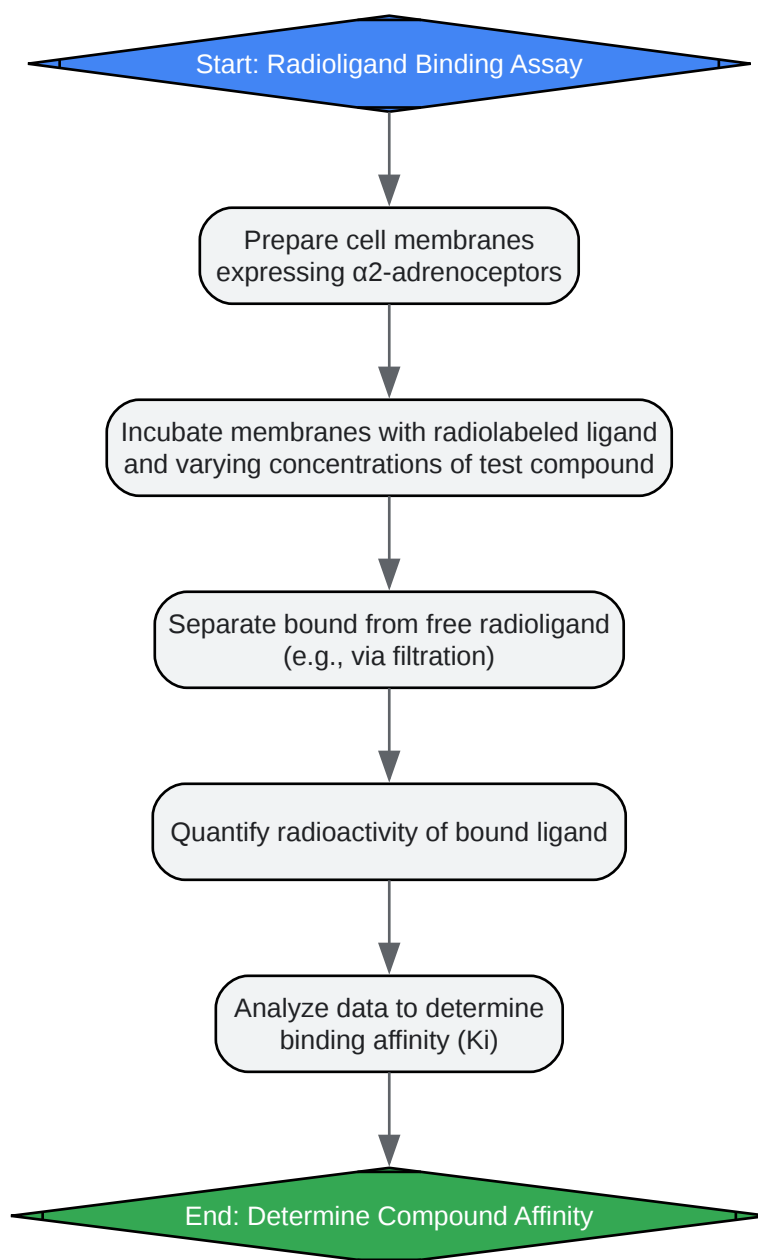 Start: Radioligand Binding Assay
Prepare cell membranes
expressing α2-adrenoceptors
Incubate membranes with radiolabeled ligand
and varying concentrations of test compound
Separate bound from free radioligand
(e.g., via filtration)
Quantify radioactivity of bound ligand
Analyze data to determine
binding affinity (Ki)
End: Determine Compound Affinity